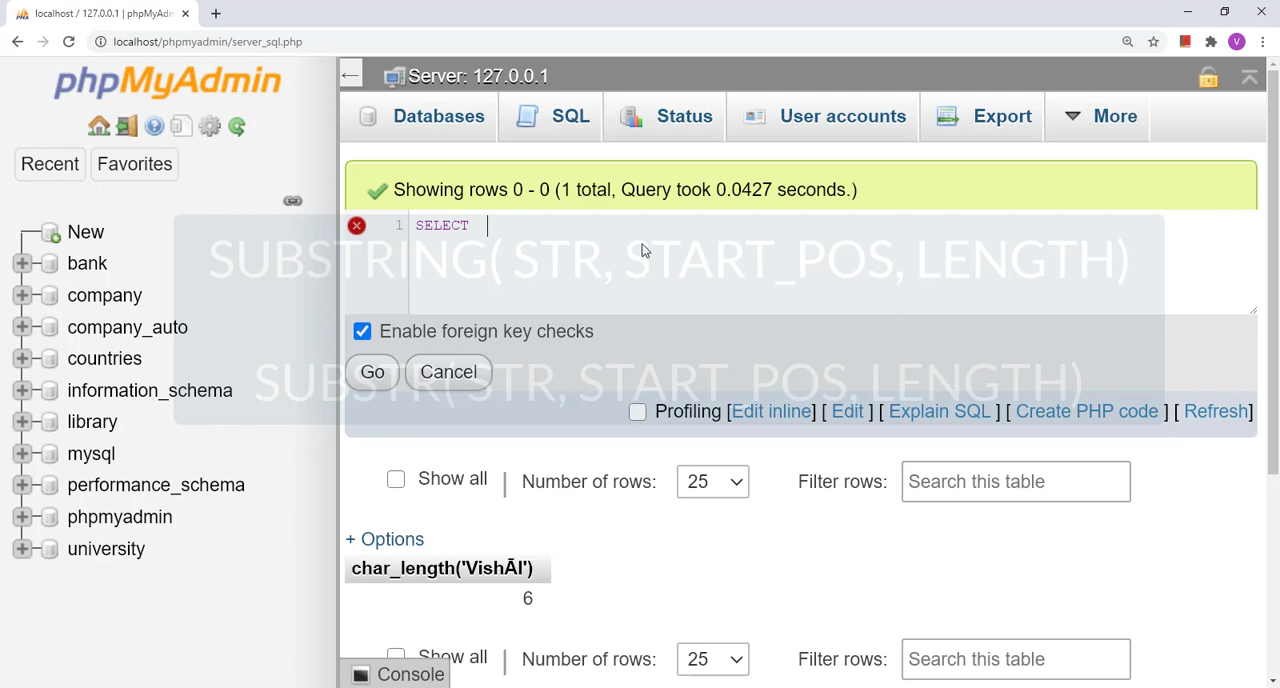 localhost / 127.0.0.1 | phpMyAdm
localhost/phpmyadmin/server_sql.php
V
phpMyAdmin
Recent
Favorites
New
bank
company
company_auto
countries
information_schema
library
mysql
performance_schema
phpmyadmin
university
Server: 127.0.0.1
Databases
SQL
Status
User accounts
Export
More
Showing rows 0 - 0 (1 total, Query took 0.0427 seconds.)
1 SELECT
SUBSTRING( STR, START_POS, LENGTH)
Enable foreign key checks
Go
Cancel
SUBSTR( STR, START_POS, LENGTH)
Profiling [Edit inline] [ Edit ] [ Explain SQL ] [ Create PHP code ] [ Refresh]
Show all | Number of rows: 25 Filter rows: Search this table
+ Options
char_length('VishĀl')
6
Show all | Number of rows: 25 Filter rows: Search this table
Console